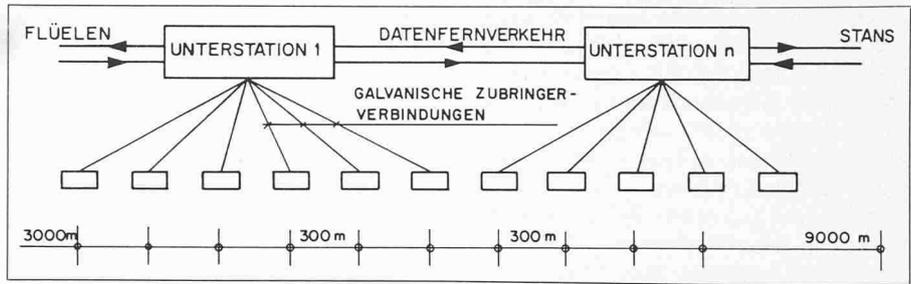 FLÜELEN
UNTERSTATION 1
DATENFERNVERKEHR
UNTERSTATION n
STANS
GALVANISCHE ZUBRINGER-
VERBINDUNGEN
3000m
300 m
300 m
9000 m